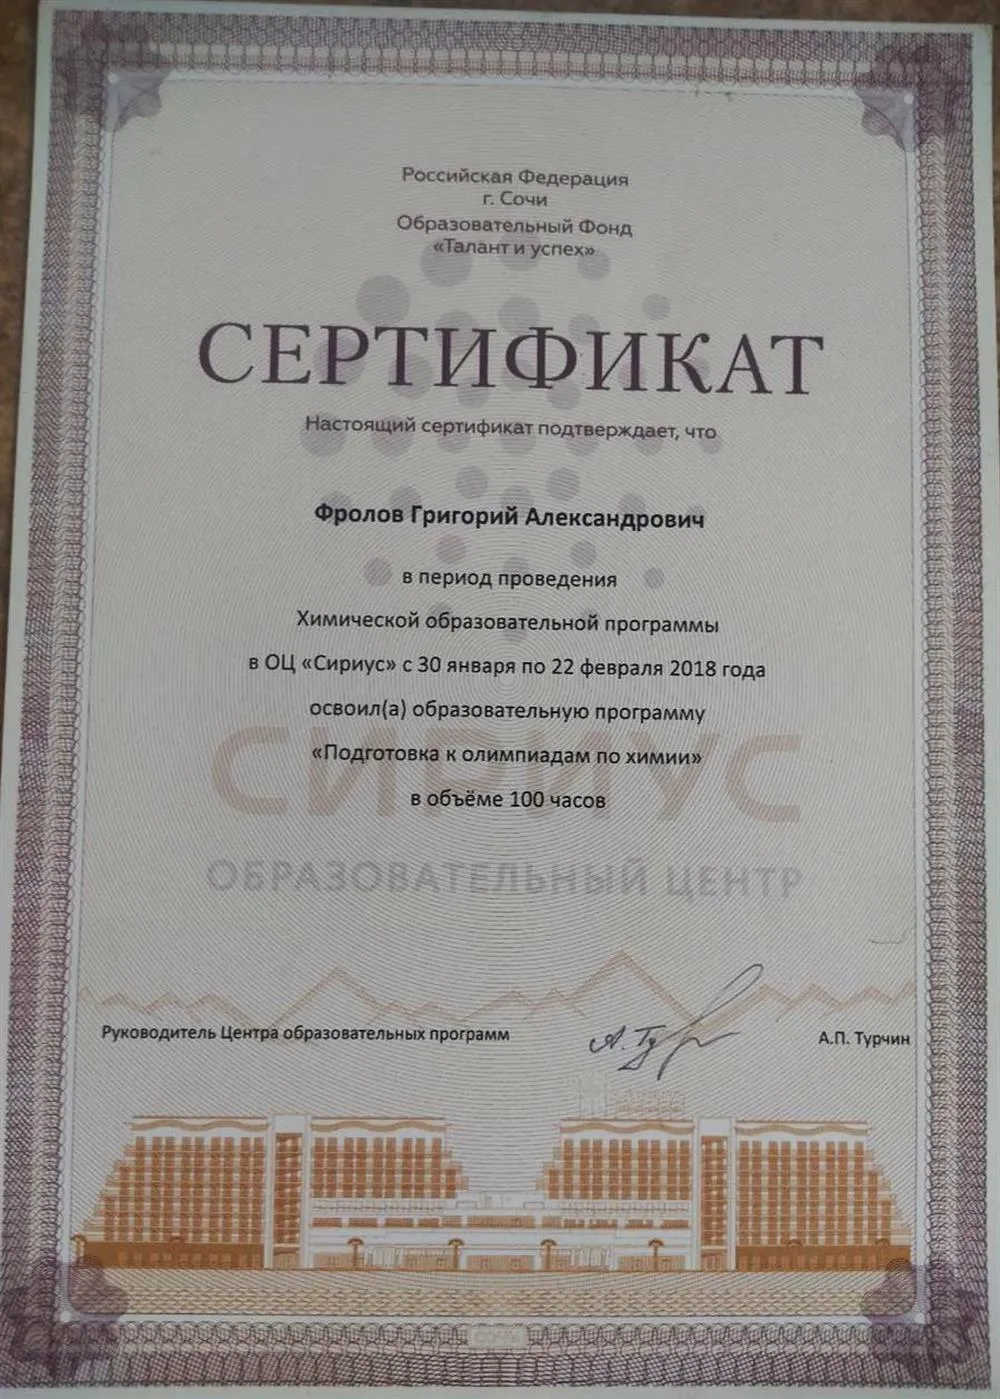 Российская Федерация
г. Сочи
Образовательный Фонд
«Талант и успех»
СЕРТИФИКАТ
Настоящий сертификат подтверждает, что
Фролов Григорий Александрович
в период проведения
Химической образовательной программы
в ОЦ «Сириус» с 30 января по 22 февраля 2018 года
освоил(а) образовательную программу
«Подготовка к олимпиадам по химии»
в объёме 100 часов
СИРИУС
ОБРАЗОВАТЕЛЬНЫЙ ЦЕНТР
Руководитель Центра образовательных программ
А.П. Турчин